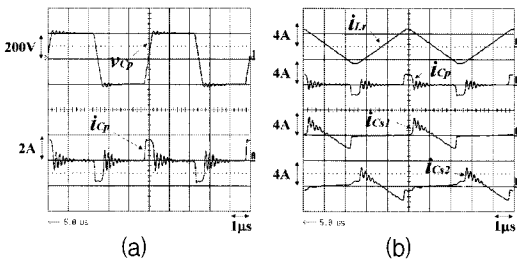 200V
v_Cp
i_Cp
2A
← 5.0 us
1µs
(a)
4A
i_Lr
4A
i_Cp
4A
i_Cs1
4A
i_Cs2
← 5.0 us
1µs
(b)